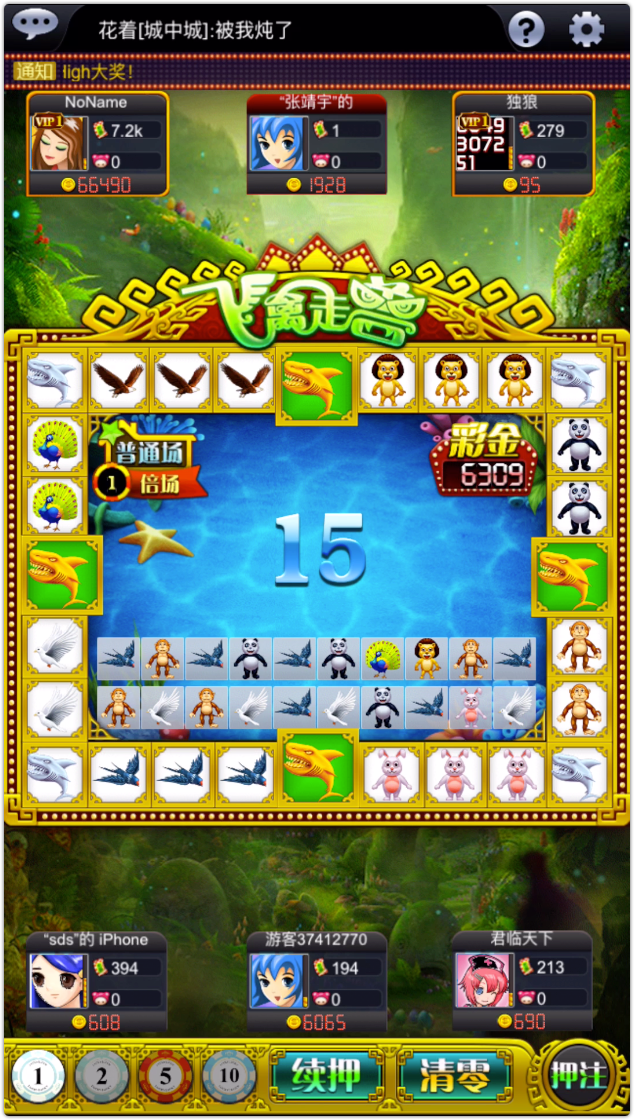 花着[城中城]:被我炖了
?
通知 High大奖!
NoName
VIP 1
7.2k
0
66490
"张靖宇"的
1
0
1928
独狼
VIP 1
3072
51
279
0
95
飞禽走兽
普通场
1 倍场
彩金
6309
15
"sds"的 iPhone
394
0
608
游客37412770
194
0
6065
君临天下
213
0
690
1
2
5
10
续押
清零
押注